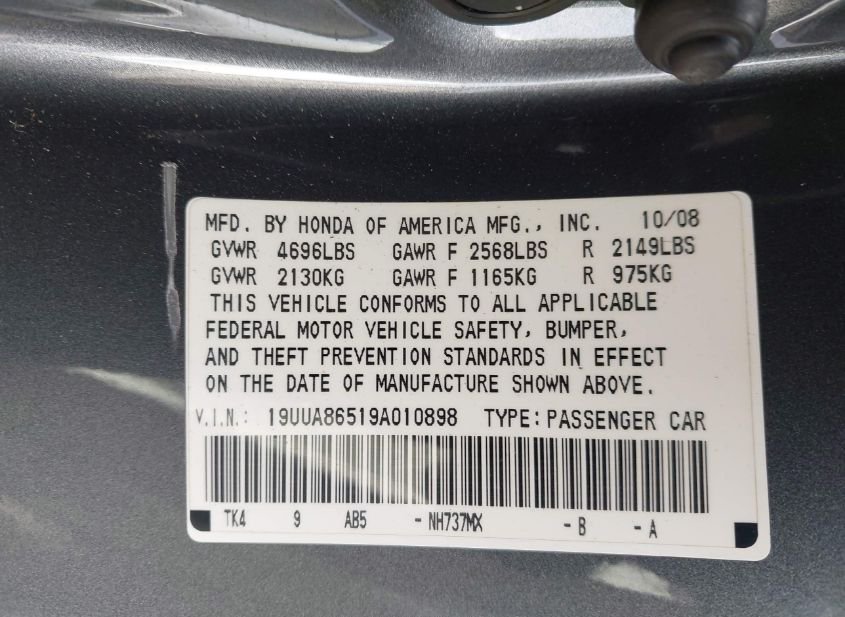 MFD. BY HONDA OF AMERICA MFG., INC. 10/08
GVWR 4696LBS GAWR F 2568LBS R 2149LBS
GVWR 2130KG GAWR F 1165KG R 975KG
THIS VEHICLE CONFORMS TO ALL APPLICABLE
FEDERAL MOTOR VEHICLE SAFETY, BUMPER,
AND THEFT PREVENTION STANDARDS IN EFFECT
ON THE DATE OF MANUFACTURE SHOWN ABOVE.
V.I.N.: 19UUA86519A010898 TYPE: PASSENGER CAR
TK4 9 AB5 - NH737MX - B - A